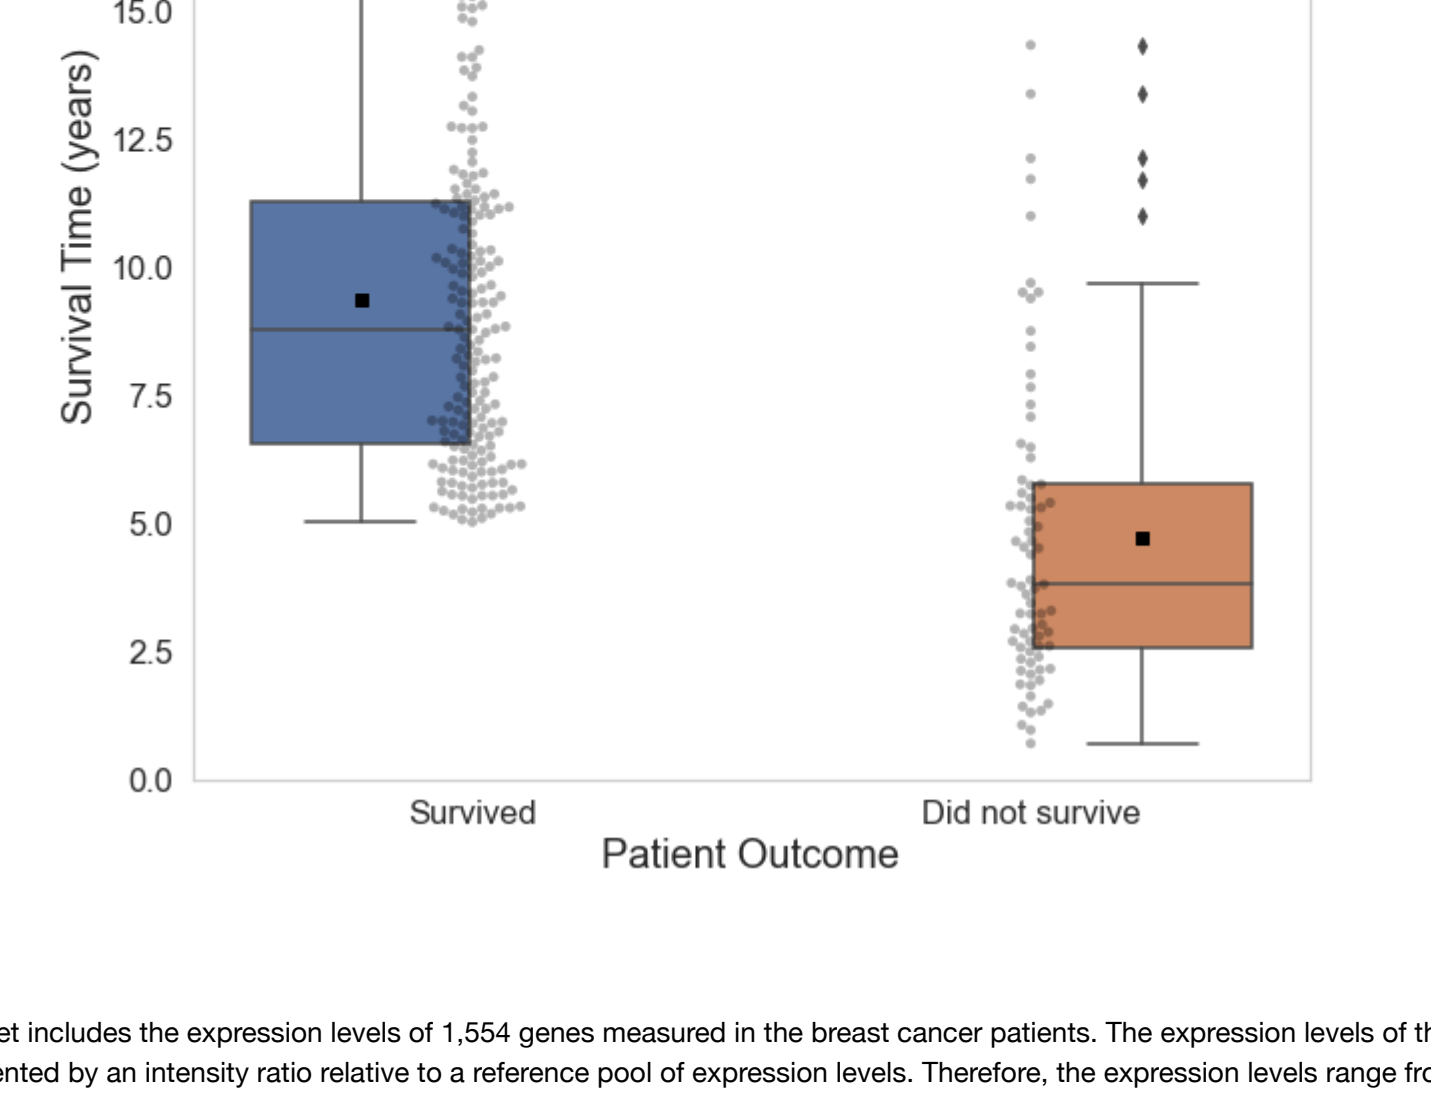 15.0
12.5
10.0
7.5
5.0
2.5
0.0
Survival Time (years)
Survived
Did not survive
Patient Outcome
et includes the expression levels of 1,554 genes measured in the breast cancer patients. The expression levels of th
ented by an intensity ratio relative to a reference pool of expression levels. Therefore, the expression levels range fro